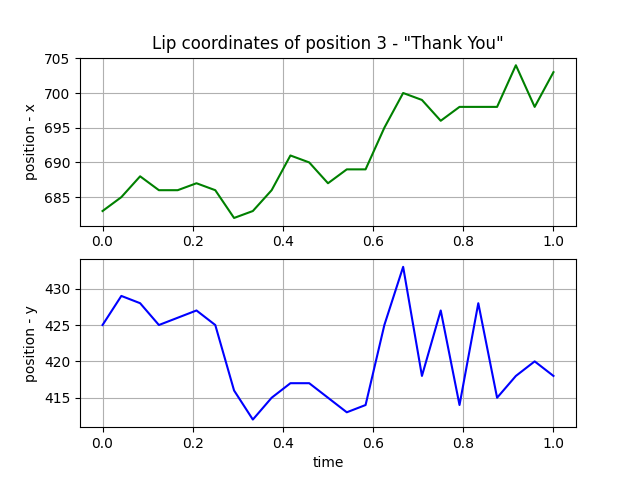 Lip coordinates of position 3 - "Thank You"
705
700
695
690
685
position - x
0.0 0.2 0.4 0.6 0.8 1.0
430
425
420
415
position - y
0.0 0.2 0.4 0.6 0.8 1.0
time